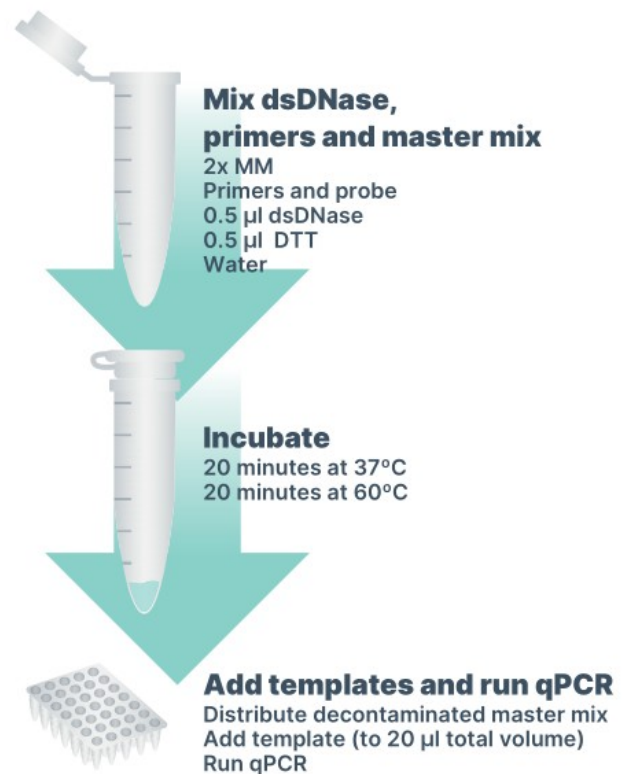 Mix dsDNase,
primers and master mix
2x MM
Primers and probe
0.5 µl dsDNase
0.5 µl  DTT
Water
Incubate
20 minutes at 37ºC
20 minutes at 60ºC
Add templates and run qPCR
Distribute decontaminated master mix
Add template (to 20 µl total volume)
Run qPCR